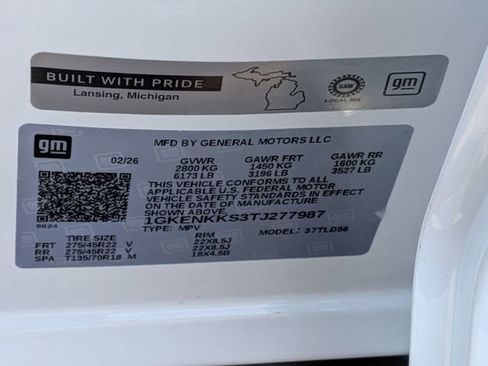 BUILT WITH PRIDE
Lansing, Michigan
UAW
LOCAL 602
gm
gm
MFD BY GENERAL MOTORS LLC
02/26 GVWR GAWR FRT GAWR RR
2800 KG 1450 KG 1600 KG
6173 LB 3196 LB 3527 LB
THIS VEHICLE CONFORMS TO ALL
APPLICABLE U.S. FEDERAL MOTOR
VEHICLE SAFETY STANDARDS IN EFFECT
ON THE DATE OF MANUFACTURE
SHOWN ABOVE.
1GKENKKS3TJ277987
TYPE: MPV MODEL: 37TLD56
8624
TIRE SIZE RIM
FRT 275/45R22 V 22X8.5J
RR 275/45R22 V 22X8.5J
SPA T135/70R18 M 18X4.5B